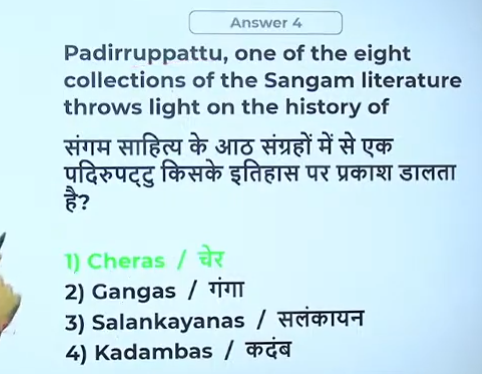 Answer 4
Padirruppattu, one of the eight
collections of the Sangam literature
throws light on the history of
संगम साहित्य के आठ संग्रहों में से एक
पदिरुपट्टु किसके इतिहास पर प्रकाश डालता
है?
1) Cheras / चेर
2) Gangas / गंगा
3) Salankayanas / सलंकायन
4) Kadambas / कदंब